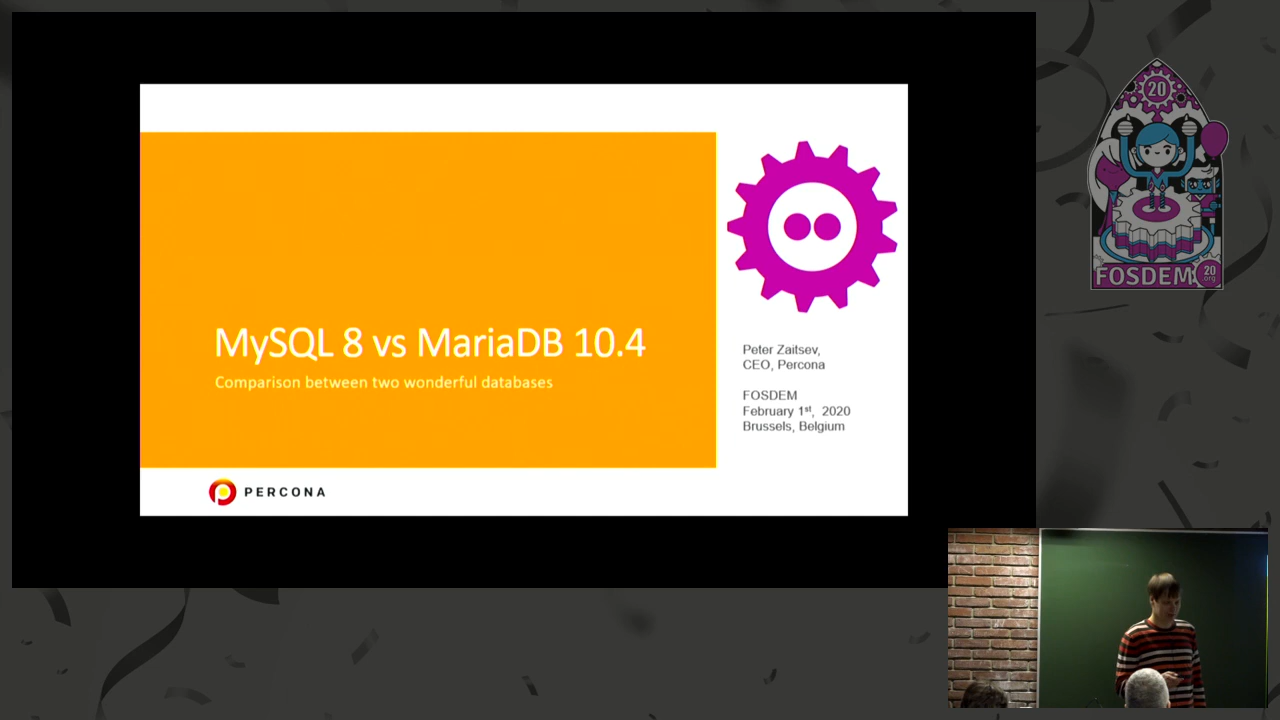 MySQL 8 vs MariaDB 10.4
Comparison between two wonderful databases
Peter Zaitsev,
CEO, Percona
FOSDEM
February 1st, 2020
Brussels, Belgium
PERCONA
20
FOSDEM
20
org